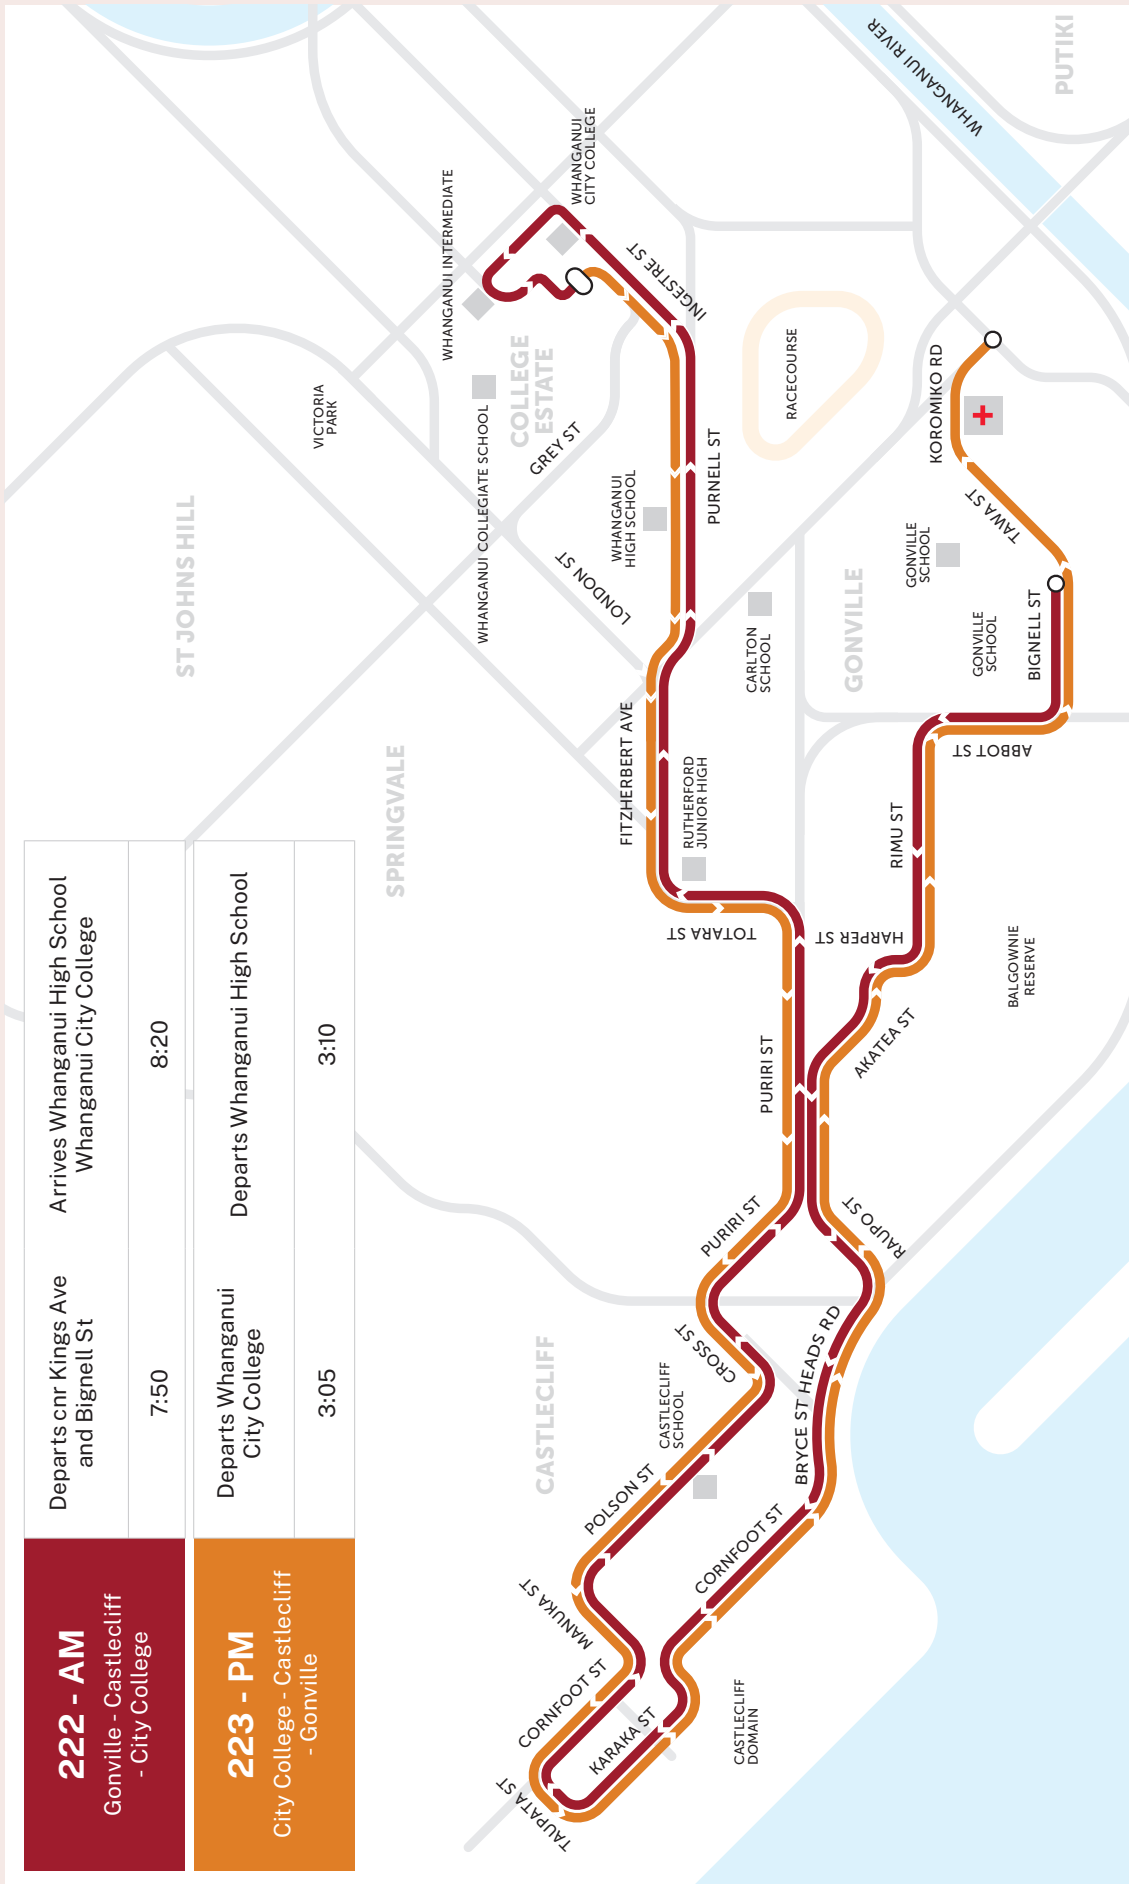 222 - AM
Gonville - Castlecliff
- City College
Departs cnr Kings Ave
and Bignell St
Arrives Whanganui High School
Whanganui City College
7:50
8:20
223 - PM
City College - Castlecliff
- Gonville
Departs Whanganui
City College
Departs Whanganui High School
3:05
3:10
ST JOHNS HILL
VICTORIA
PARK
SPRINGVALE
WHANGANUI INTERMEDIATE
WHANGANUI COLLEGIATE SCHOOL
COLLEGE
ESTATE
WHANGANUI
CITY COLLEGE
GREY ST
LONDON ST
INGESTRE ST
WHANGANUI
HIGH SCHOOL
PURNELL ST
FITZHERBERT AVE
RUTHERFORD
JUNIOR HIGH
TOTARA ST
CARLTON
SCHOOL
RACECOURSE
WHANGANUI RIVER
PUTIKI
KOROMIKO RD
TAWA ST
GONVILLE
GONVILLE
SCHOOL
GONVILLE
SCHOOL
BIGNELL ST
ABBOT ST
RIMU ST
HARPER ST
AKATEA ST
BALGOWNIE
RESERVE
PURIRI ST
PURIRI ST
RAUPO ST
CROSS ST
HEADS RD
BRYCE ST
CASTLECLIFF
CASTLECLIFF
SCHOOL
POLSON ST
CORNFOOT ST
MANUKA ST
CORNFOOT ST
KARAKA ST
TAUPATA ST
CASTLECLIFF
DOMAIN